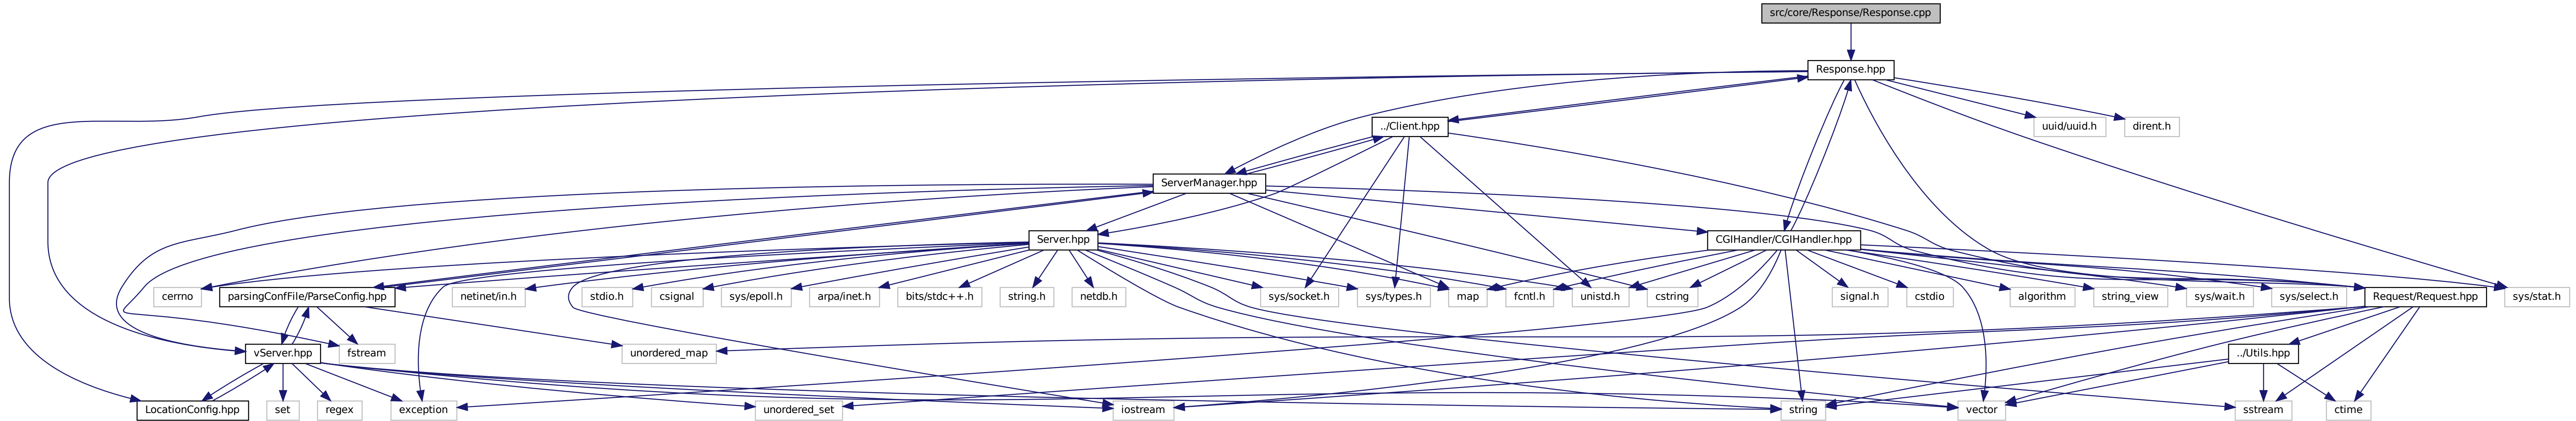 src/core/Response/Response.cpp
Response.hpp
../Client.hpp
uuid/uuid.h
dirent.h
ServerManager.hpp
Server.hpp
CGIHandler/CGIHandler.hpp
cerrno
parsingConfFile/ParseConfig.hpp
netinet/in.h
stdio.h
csignal
sys/epoll.h
arpa/inet.h
bits/stdc++.h
string.h
netdb.h
sys/socket.h
sys/types.h
map
fcntl.h
unistd.h
cstring
signal.h
cstdio
algorithm
string_view
sys/wait.h
sys/select.h
Request/Request.hpp
sys/stat.h
vServer.hpp
fstream
unordered_map
../Utils.hpp
LocationConfig.hpp
set
regex
exception
unordered_set
iostream
string
vector
sstream
ctime